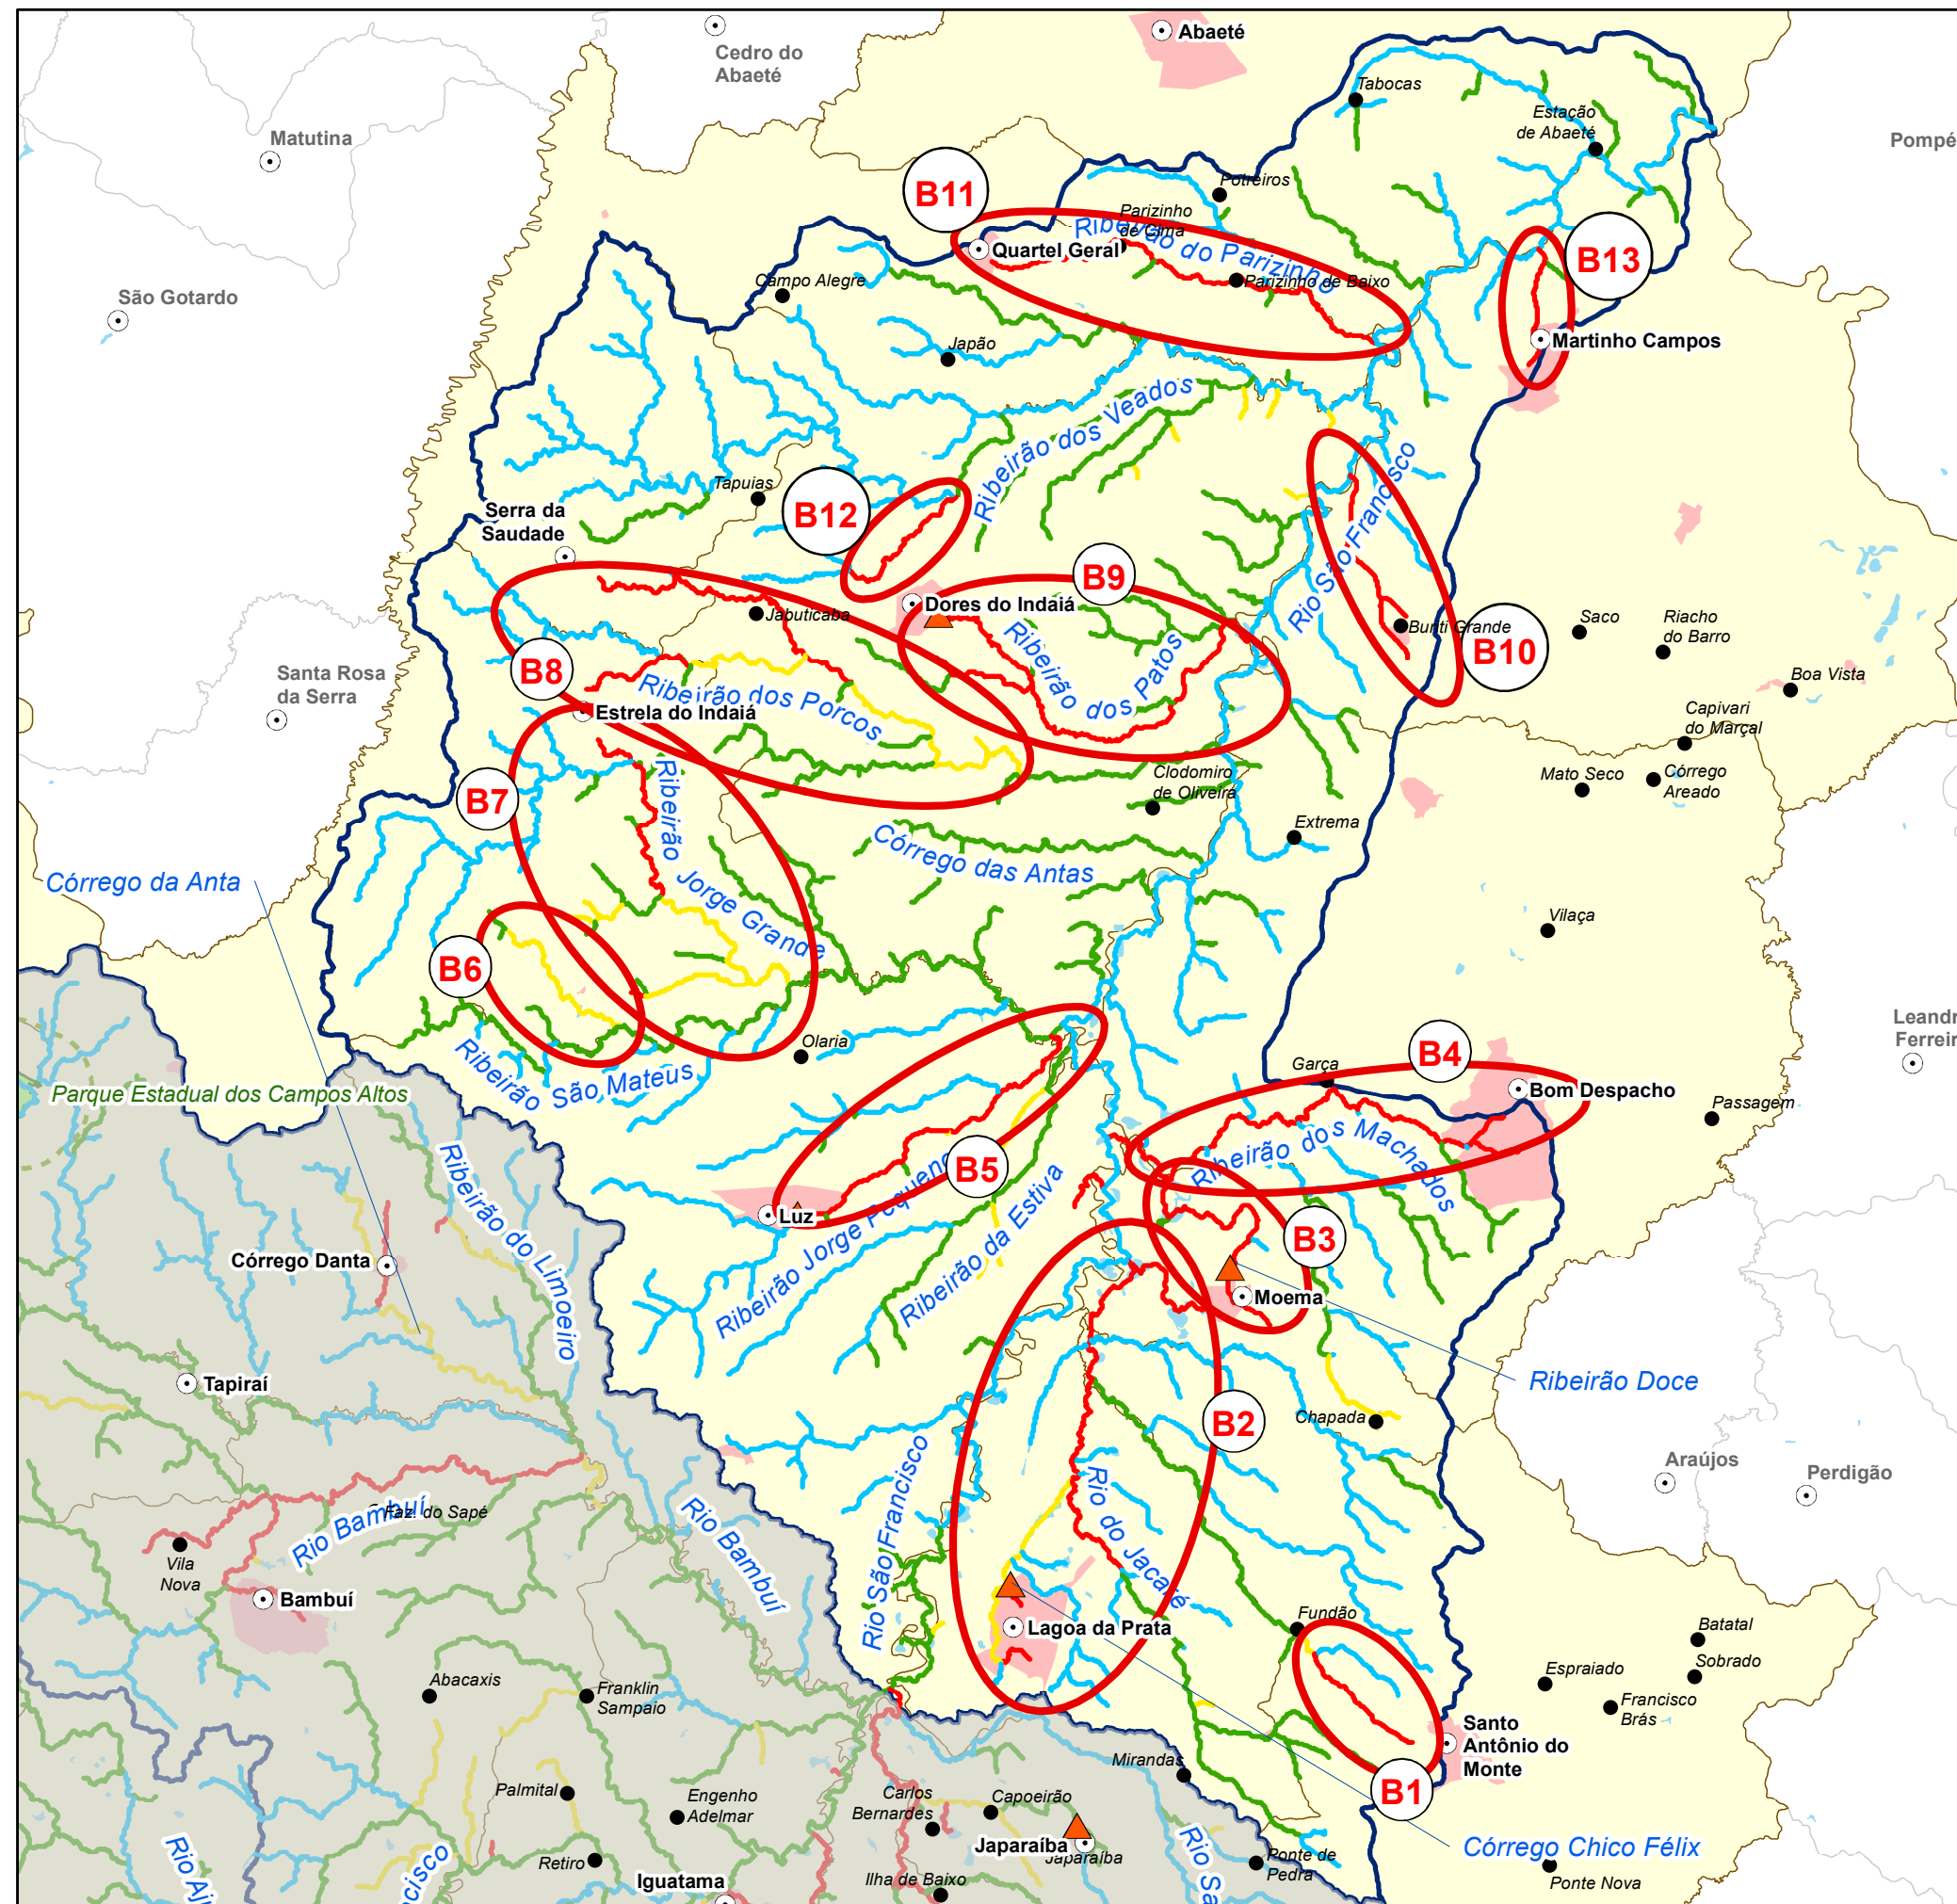 Cedro do
Abaeté
Abaeté
Tabocas
Estação
de Abaeté
Matutina
Pompé
B11
Potreiros
Parizinho
de Cima
Ribeirão do Parizinho
Quartel Geral
B13
Campo Alegre
Parizinho de Baixo
São Gotardo
Japão
Martinho Campos
Ribeirão dos Veados
Tapuias
Serra da
Saudade
B12
Rio São Francisco
B9
Dores do Indaiá
Jabuticaba
Buriti Grande
Saco
Riacho
do Barro
B10
B8
Ribeirão dos Patos
Santa Rosa
da Serra
Boa Vista
Ribeirão dos Porcos
Estrela do Indaiá
Capivari
do Marçal
B7
Ribeirão Jorge Grande
Clodomiro
de Oliveira
Mato Seco
Córrego
Areado
Extrema
Córrego das Antas
Córrego da Anta
Vilaça
B6
Leandr
Ferreir
Olaria
Ribeirão São Mateus
Garça
B4
Parque Estadual dos Campos Altos
Bom Despacho
Passagem
Ribeirão dos Machados
B5
Luz
Ribeirão Jorge Pequeno
Ribeirão da Estiva
Ribeirão do Limoeiro
B3
Córrego Danta
Moema
Tapiraí
Ribeirão Doce
B2
Chapada
Rio São Francisco
Araújos
Perdigão
Rio do Jacaré
Rio Bambuí
Faz. do Sapé
Rio Bambuí
Vila
Nova
Bambuí
Lagoa da Prata
Fundão
Batatal
Sobrado
Espraiado
Francisco
Brás
Abacaxis
Franklin
Sampaio
Santo
Antônio do
Monte
Mirandas
B1
Palmital
Engenho
Adelmar
Carlos
Bernardes
Capoeirão
Japaraíba
Japaraíba
Córrego Chico Félix
Rio Aj
cisco
Retiro
Iguatama
Ilha de Baixo
Rio Sa
Ponte de
Pedra
Ponte Nova